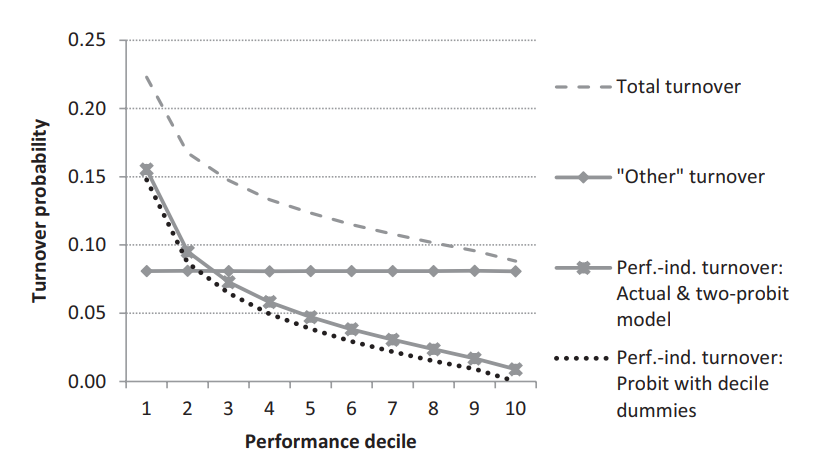 0.25
0.20
0.15
0.10
0.05
0.00
Turnover probability
1 2 3 4 5 6 7 8 9 10
Performance decile
Total turnover
"Other" turnover
Perf.-ind. turnover:
Actual & two-probit
model
Perf.-ind. turnover:
Probit with decile
dummies